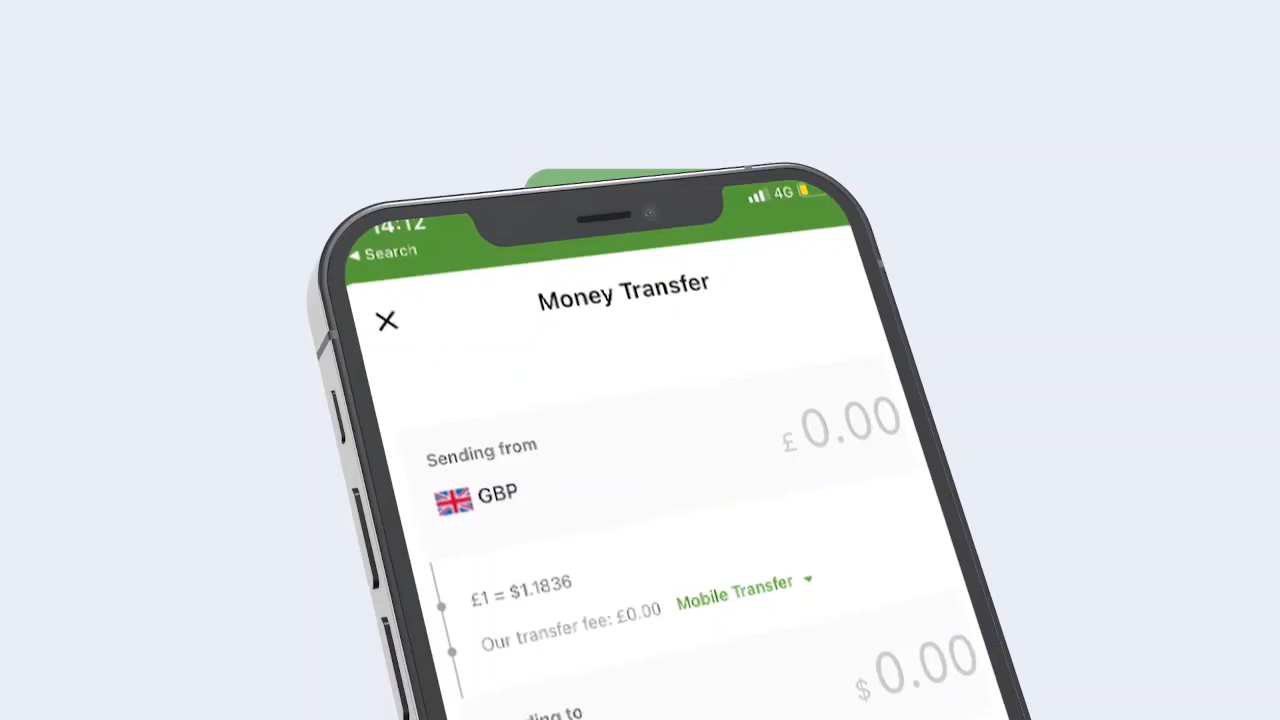 14:12
4G
◀ Search
Money Transfer
£ 0.00
Sending from
GBP
£1 = $1.1836
Our transfer fee: £0.00 Mobile Transfer
$ 0.00
to